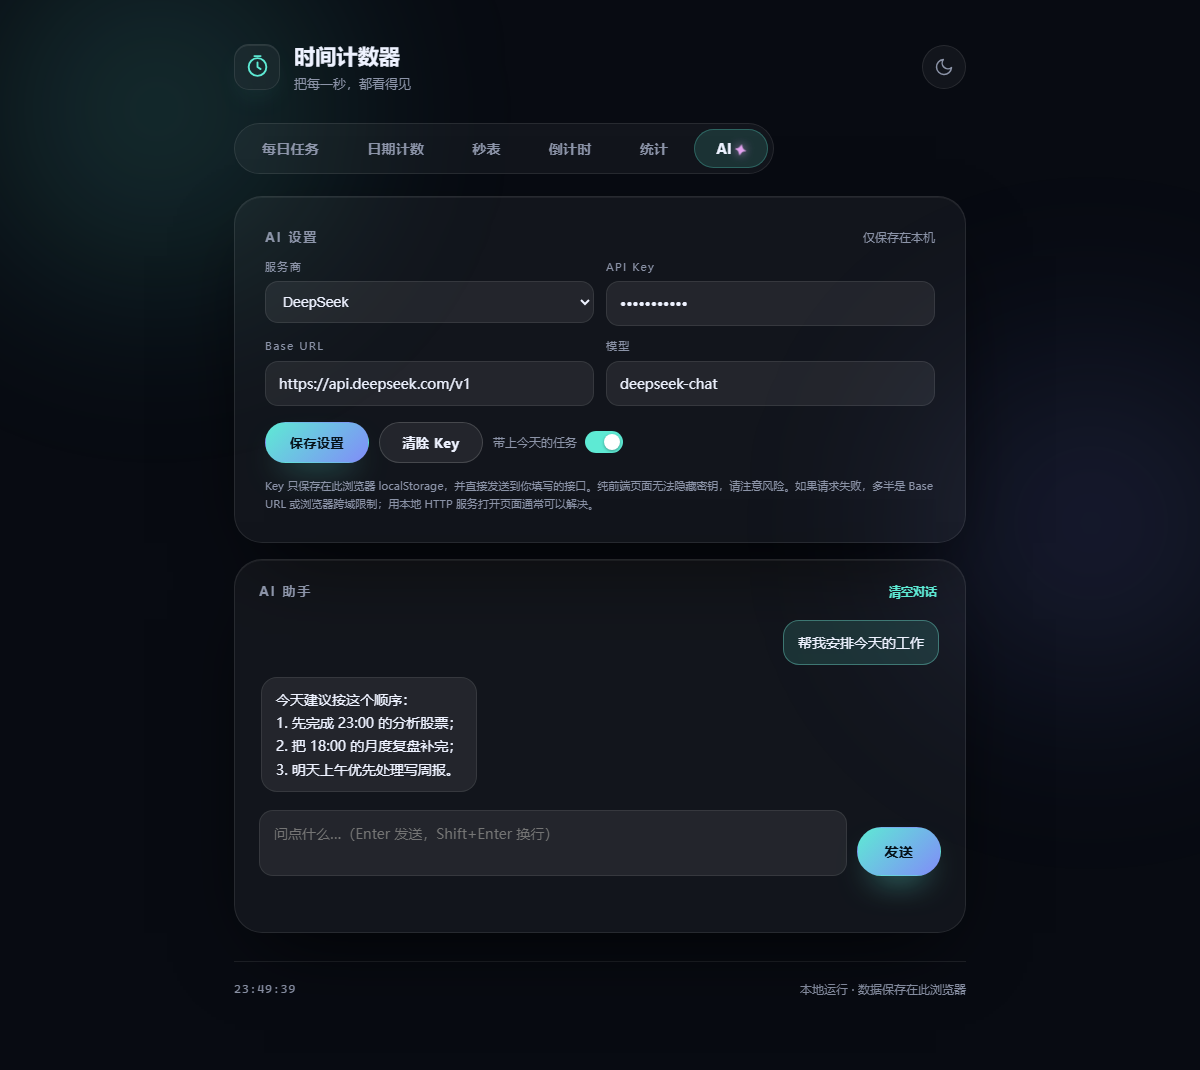 时间计数器
把每一秒，都看得见
每日任务 日期计数 秒表 倒计时 统计 AI
AI 设置 仅保存在本机
服务商 API Key
DeepSeek •••••••••••
Base URL 模型
https://api.deepseek.com/v1 deepseek-chat
保存设置 清除 Key 带上今天的任务
Key 只保存在此浏览器 localStorage，并直接发送到你填写的接口。纯前端页面无法隐藏密钥，请注意风险。如果请求失败，多半是 Base
URL 或浏览器跨域限制；用本地 HTTP 服务打开页面通常可以解决。
AI 助手 清空对话
帮我安排今天的工作
今天建议按这个顺序：
1. 先完成 23:00 的分析股票；
2. 把 18:00 的月度复盘补完；
3. 明天上午优先处理写周报。
问点什么…（Enter 发送，Shift+Enter 换行）
发送
23:49:39 本地运行 · 数据保存在此浏览器